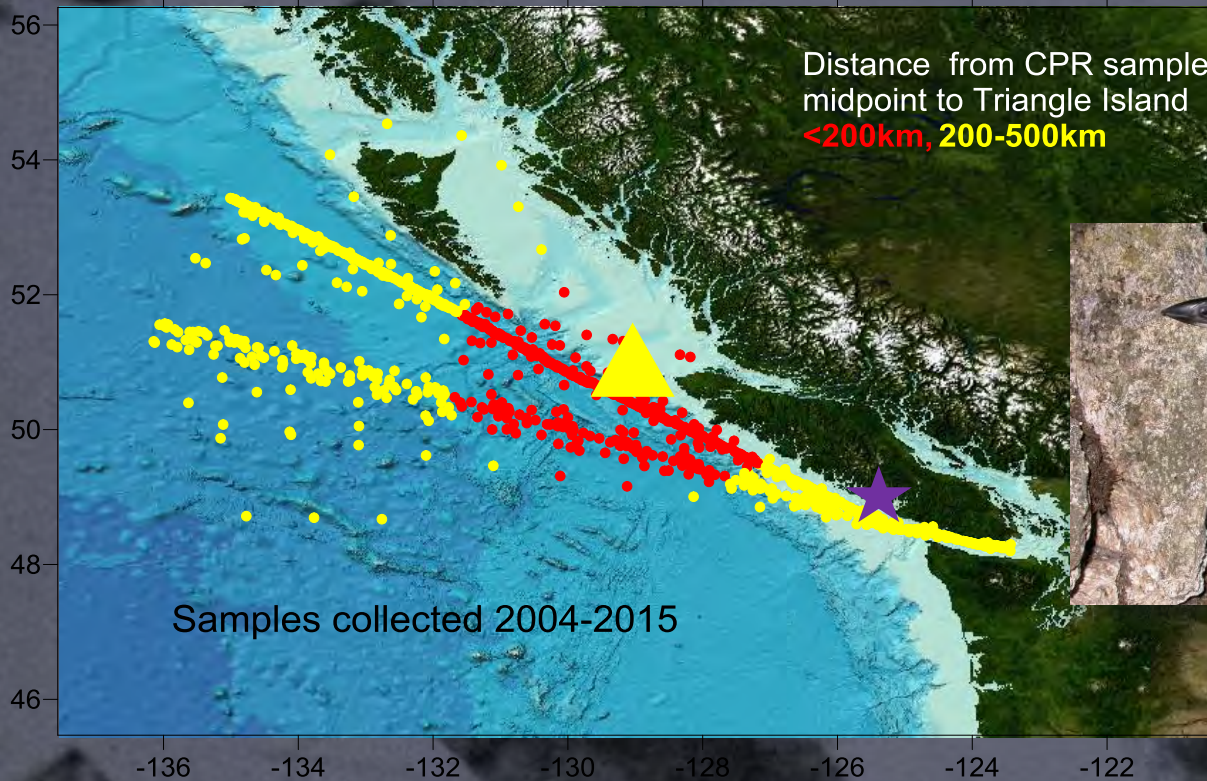 56
54
52
50
48
46
Distance from CPR sample
midpoint to Triangle Island
<200km, 200-500km
Samples collected 2004-2015
-136 -134 -132 -130 -128 -126 -124 -122